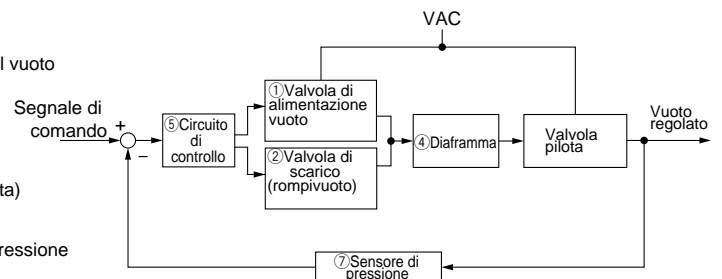 VAC
l vuoto
Segnale di
comando
+
−
⑤Circuito
di
controllo
①Valvola di
alimentazione
vuoto
②Valvola di
scarico
(rompivuoto)
④Diaframma
Valvola
pilota
Vuoto
regolato
ta)
ressione
⑦Sensore di
pressione